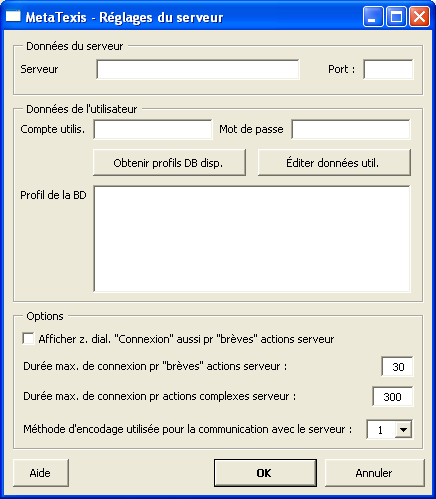 MetaTexis - Réglages du serveur
Données du serveur
Serveur
Port :
Données de l'utilisateur
Compte utilis.
Mot de passe
Obtenir profils DB disp.
Éditer données util.
Profil de la BD
Options
Afficher z. dial. "Connexion" aussi pr "brèves" actions serveur
Durée max. de connexion pr "brèves" actions serveur : 30
Durée max. de connexion pr actions complexes serveur : 300
Méthode d'encodage utilisée pour la communication avec le serveur : 1
Aide
OK
Annuler